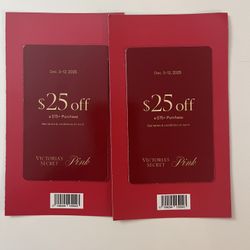 Dec. 3-12, 2025
$25 off
a $75+ Purchase
VICTORIA'S
SECRET
Pink
Dec. 3-12, 2025
$25 off
a $75+ Purchase
VICTORIA'S
SECRET
Pink